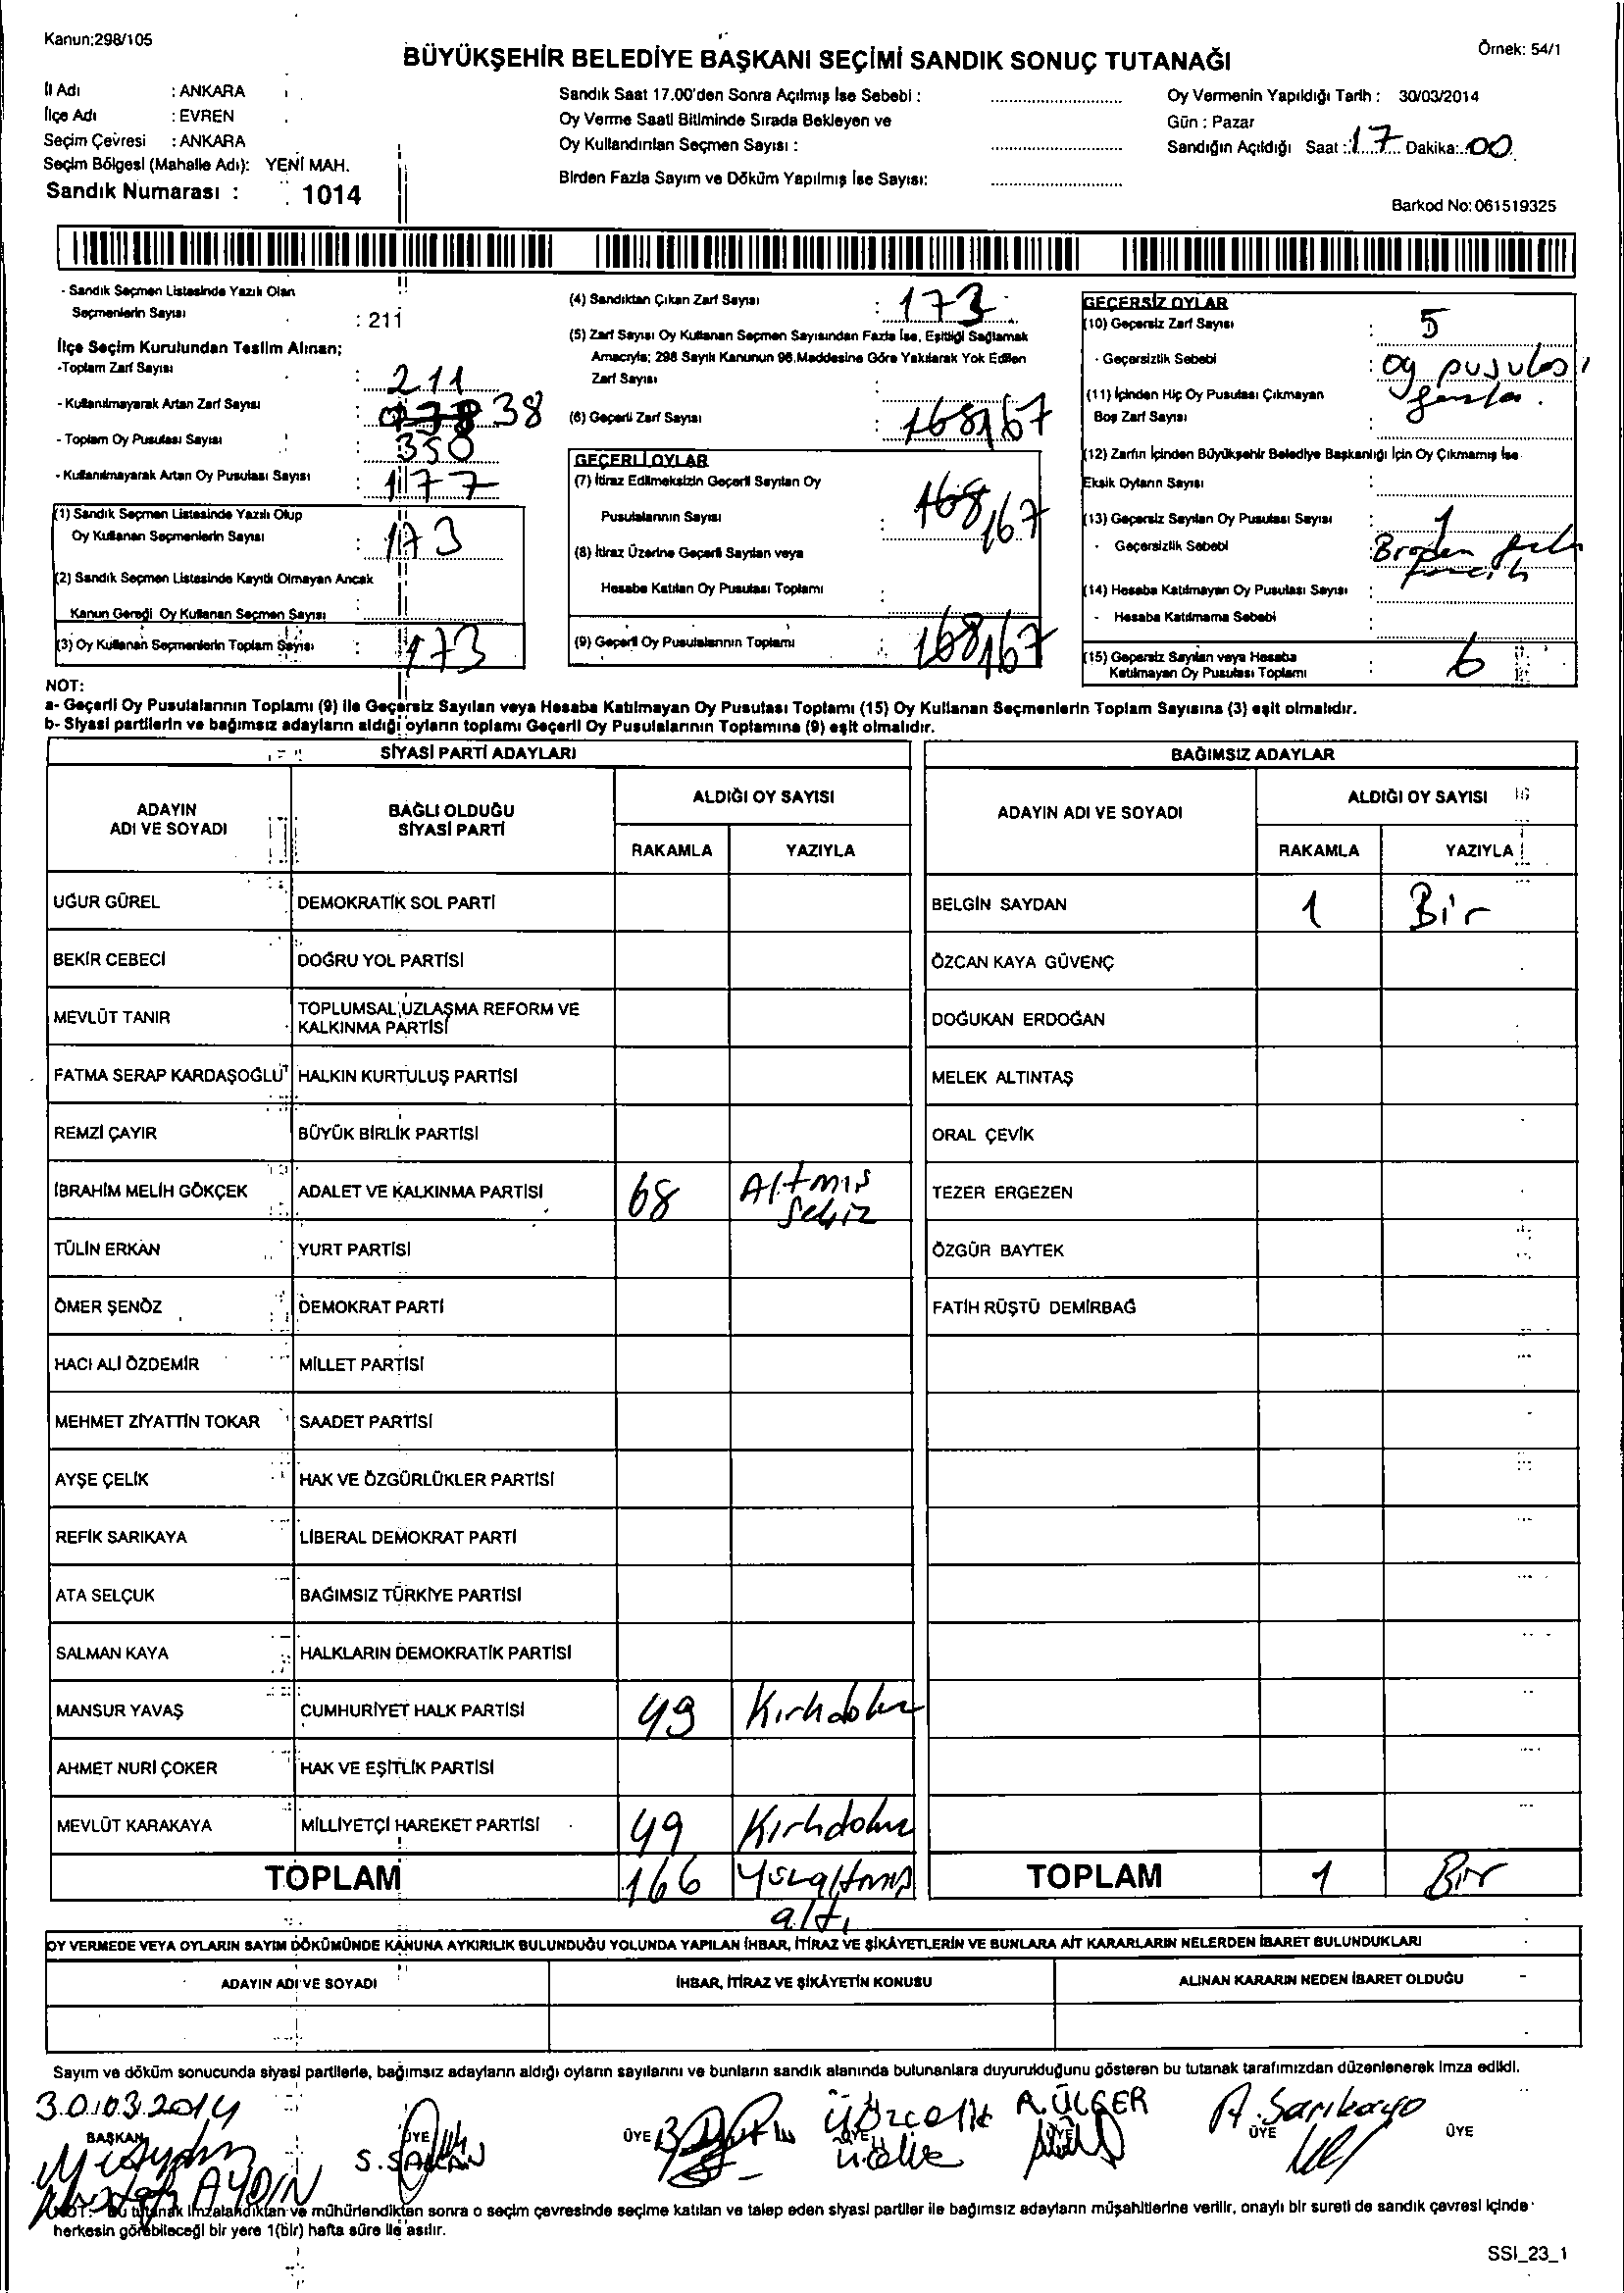 Kanun:298/105
BÜYÜKŞEHİR BELEDİYE BAŞKANI SEÇİMİ SANDIK SONUÇ TUTANAĞI
Örnek: 54/1
İl Adı : ANKARA
İlçe Adı : EVREN
Seçim Çevresi : ANKARA
Seçim Bölgesi (Mahalle Adı): YENİ MAH.
Sandık Numarası : 1014
Sandık Saat 17.00'den Sonra Açılmış İse Sebebi :
Oy Verme Saati Bitiminde Sırada Bekleyen ve
Oy Kullandırılan Seçmen Sayısı :
Birden Fazla Sayım ve Döküm Yapılmış İse Sayısı:
Oy Vermenin Yapıldığı Tarih : 30/03/2014
Gün : Pazar
Sandığın Açıldığı Saat : 17 Dakika: 00
Barkod No: 061519325
- Sandık Seçmen Listesinde Yazılı Olan
Seçmenlerin Sayısı : 211
İlçe Seçim Kurulundan Teslim Alınan;
-Toplam Zarf Sayısı : 211
- Kullanılmayarak Artan Zarf Sayısı : 38
- Toplam Oy Pusulası Sayısı : 350
- Kullanılmayarak Artan Oy Pusulası Sayısı : 177
(1) Sandık Seçmen Listesinde Yazılı Olup
Oy Kullanan Seçmenlerin Sayısı : 173
(2) Sandık Seçmen Listesinde Kayıtlı Olmayan Ancak
Kanun Gereği Oy Kullanan Seçmen Sayısı
(3) Oy Kullanan Seçmenlerin Toplam Sayısı : 173
(4) Sandıktan Çıkan Zarf Sayısı : 173
(5) Zarf Sayısı Oy Kullanan Seçmen Sayısından Fazla İse, Eşitliği Sağlamak
Amacıyla; 298 Sayılı Kanunun 98.Maddesine Göre Yakılarak Yok Edilen
Zarf Sayısı :
(6) Geçerli Zarf Sayısı : 168 167
GEÇERLİ OYLAR
(7) İtiraz Edilmeksizin Geçerli Sayılan Oy
Pusulalarının Sayısı : 168 167
(8) İtiraz Üzerine Geçerli Sayılan veya
Hesaba Katılan Oy Pusulası Toplamı :
(9) Geçerli Oy Pusulalarının Toplamı : 168 167
GEÇERSİZ OYLAR
(10) Geçersiz Zarf Sayısı : 5
- Geçersizlik Sebebi : oy pusulası
fazla.
(11) İçinden Hiç Oy Pusulası Çıkmayan
Boş Zarf Sayısı :
(12) Zarfın İçinden Büyükşehir Belediye Başkanlığı İçin Oy Çıkmamış İse
Eksik Oyların Sayısı :
(13) Geçersiz Sayılan Oy Pusulası Sayısı : 1
- Geçersizlik Sebebi
(14) Hesaba Katılmayan Oy Pusulası Sayısı :
- Hesaba Katılmama Sebebi :
(15) Geçersiz Sayılan veya Hesaba
Katılmayan Oy Pusulası Toplamı : 6
NOT:
a- Geçerli Oy Pusulalarının Toplamı (9) ile Geçersiz Sayılan veya Hesaba Katılmayan Oy Pusulası Toplamı (15) Oy Kullanan Seçmenlerin Toplam Sayısına (3) eşit olmalıdır.
b- Siyasi partilerin ve bağımsız adayların aldığı oyların toplamı Geçerli Oy Pusulalarının Toplamına (9) eşit olmalıdır.
SİYASİ PARTİ ADAYLARI
BAĞIMSIZ ADAYLAR
ADAYIN ADI VE SOYADI
BAĞLI OLDUĞU SİYASİ PARTİ
ALDIĞI OY SAYISI
RAKAMLA YAZIYLA
ADAYIN ADI VE SOYADI
ALDIĞI OY SAYISI
RAKAMLA YAZIYLA
UĞUR GÜREL DEMOKRATİK SOL PARTİ BELGİN SAYDAN 1 Bir
BEKİR CEBECİ DOĞRU YOL PARTİSİ ÖZCAN KAYA GÜVENÇ
MEVLÜT TANIR TOPLUMSAL UZLAŞMA REFORM VE KALKINMA PARTİSİ DOĞUKAN ERDOĞAN
FATMA SERAP KARDAŞOĞLU HALKIN KURTULUŞ PARTİSİ MELEK ALTINTAŞ
REMZİ ÇAYIR BÜYÜK BİRLİK PARTİSİ ORAL ÇEVİK
İBRAHİM MELİH GÖKÇEK ADALET VE KALKINMA PARTİSİ 68 Altmış Sekiz TEZER ERGEZEN
TÜLİN ERKAN YURT PARTİSİ ÖZGÜR BAYTEK
ÖMER ŞENÖZ DEMOKRAT PARTİ FATİH RÜŞTÜ DEMİRBAĞ
HACI ALİ ÖZDEMİR MİLLET PARTİSİ
MEHMET ZİYATTİN TOKAR SAADET PARTİSİ
AYŞE ÇELİK HAK VE ÖZGÜRLÜKLER PARTİSİ
REFİK SARIKAYA LİBERAL DEMOKRAT PARTİ
ATA SELÇUK BAĞIMSIZ TÜRKİYE PARTİSİ
SALMAN KAYA HALKLARIN DEMOKRATİK PARTİSİ
MANSUR YAVAŞ CUMHURİYET HALK PARTİSİ 49 Kırkdokuz
AHMET NURİ ÇOKER HAK VE EŞİTLİK PARTİSİ
MEVLÜT KARAKAYA MİLLİYETÇİ HAREKET PARTİSİ 49 Kırkdokuz
TOPLAM 166 Yüzaltmış altı TOPLAM 1 Bir
OY VERMEDE VEYA OYLARIN SAYIM DÖKÜMÜNDE KANUNA AYKIRILIK BULUNDUĞU YOLUNDA YAPILAN İHBAR, İTİRAZ VE ŞİKÂYETLERİN VE BUNLARA AİT KARARLARIN NELERDEN İBARET BULUNDUKLARI
ADAYIN ADI VE SOYADI İHBAR, İTİRAZ VE ŞİKÂYETİN KONUSU ALINAN KARARIN NEDEN İBARET OLDUĞU
Sayım ve döküm sonucunda siyasi partilerle, bağımsız adayların aldığı oyların sayılarını ve bunların sandık alanında bulunanlara duyurulduğunu gösteren bu tutanak tarafımızdan düzenlenerek imza edildi.
30.03.2014
BAŞKAN ÜYE ÜYE ÜYE ÜYE ÜYE ÜYE
AYDIN
A. ÜLGER
A. Sarıkaya
NOT: Bu tutanak imzalandıktan ve mühürlendikten sonra o seçim çevresinde seçime katılan ve talep eden siyasi partiler ile bağımsız adayların müşahitlerine verilir, onaylı bir sureti de sandık çevresi içinde
herkesin görebileceği bir yere 1(bir) hafta süre ile asılır.
SSI_23_1